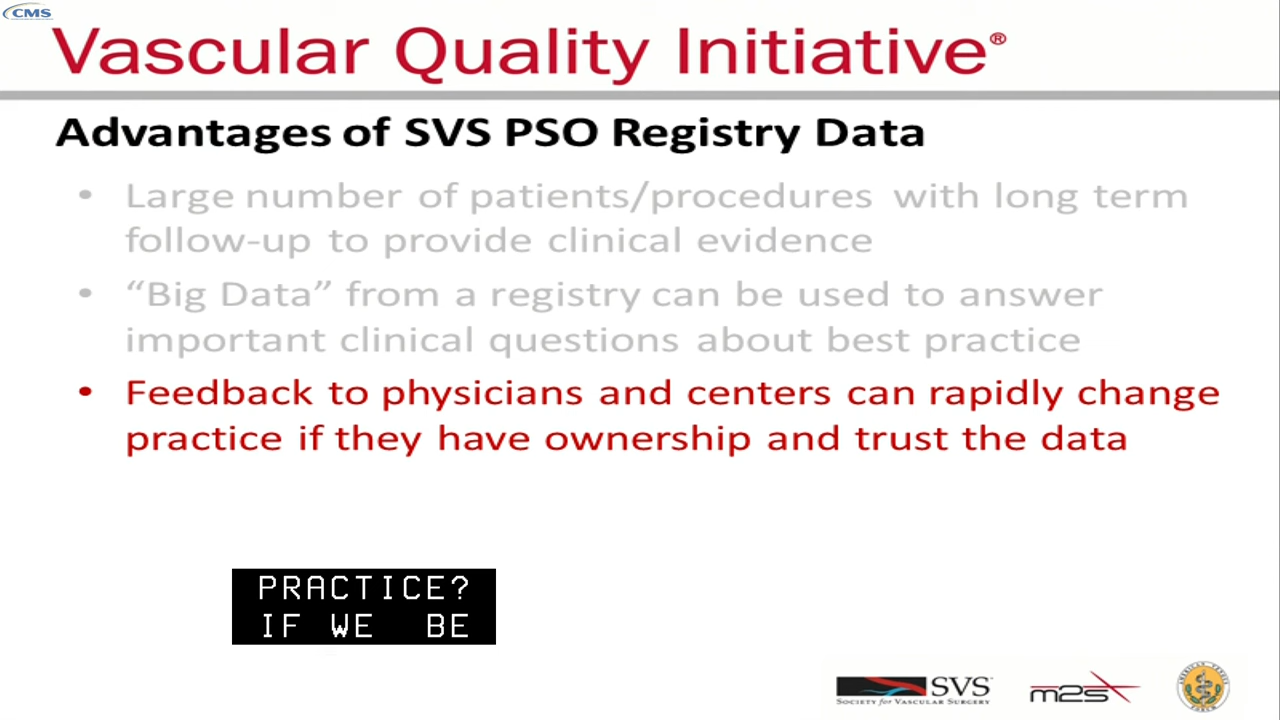 CMS
Vascular Quality Initiative®
Advantages of SVS PSO Registry Data
• Large number of patients/procedures with long term
follow-up to provide clinical evidence
• “Big Data” from a registry can be used to answer
important clinical questions about best practice
• Feedback to physicians and centers can rapidly change
practice if they have ownership and trust the data
PRACTICE?
IF WE BE
SVS
SOCIETY for VASCULAR SURGERY
m2s